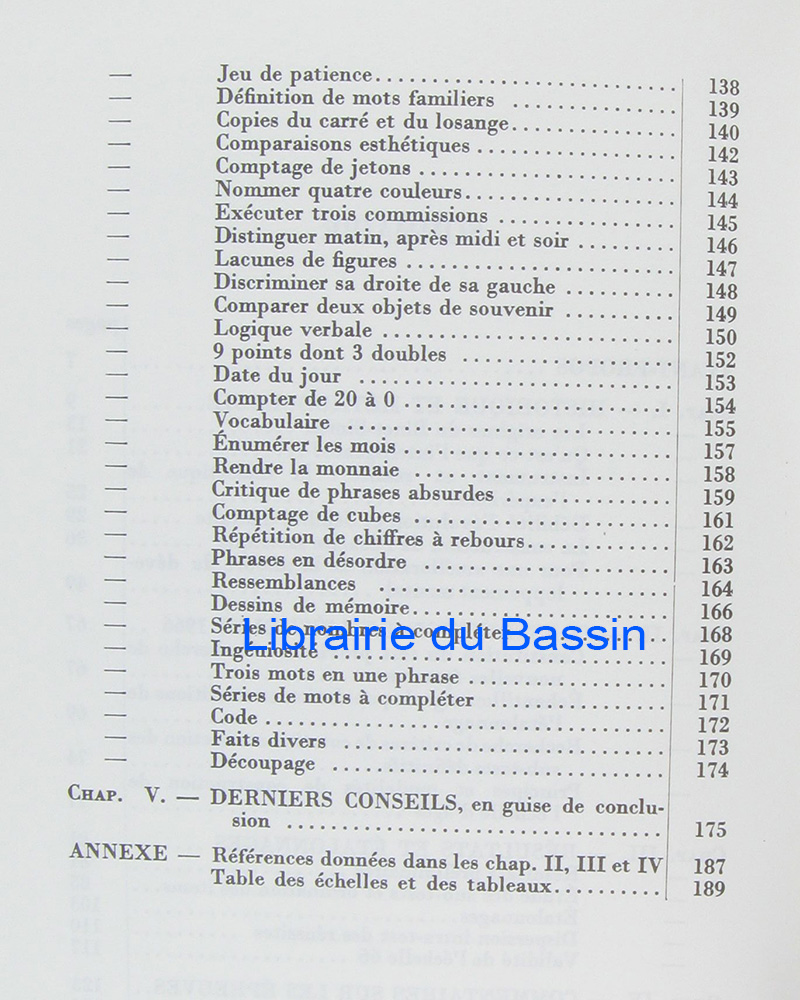 — Jeu de patience.............................. 138
— Définition de mots familiers ................ 139
— Copies du carré et du losange................ 140
— Comparaisons esthétiques .................... 142
— Comptage de jetons .......................... 143
— Nommer quatre couleurs....................... 144
— Exécuter trois commissions .................. 145
— Distinguer matin, après midi et soir ......... 146
— Lacunes de figures .......................... 147
— Discriminer sa droite de sa gauche .......... 148
— Comparer deux objets de souvenir ............ 149
— Logique verbale ............................. 150
— 9 points dont 3 doubles ..................... 152
— Date du jour ................................ 153
— Compter de 20 à 0 ........................... 154
— Vocabulaire ................................. 155
— Énumérer les mois ........................... 157
— Rendre la monnaie ........................... 158
— Critique de phrases absurdes ................ 159
— Comptage de cubes ........................... 161
— Répétition de chiffres à rebours............. 162
— Phrases en désordre ......................... 163
— Ressemblances ............................... 164
— Dessins de mémoire........................... 166
— Séries de nombres à compléter ............... 168
Librairie du Bassin
— Ingéniosité ................................. 169
— Trois mots en une phrase .................... 170
— Séries de mots à compléter .................. 171
— Code ........................................ 172
— Faits divers ................................ 173
— Découpage ................................... 174
CHAP. V. — DERNIERS CONSEILS, en guise de conclu-
sion ................................ 175
ANNEXE — Références données dans les chap. II, III et IV 187
Table des échelles et des tableaux.......... 189